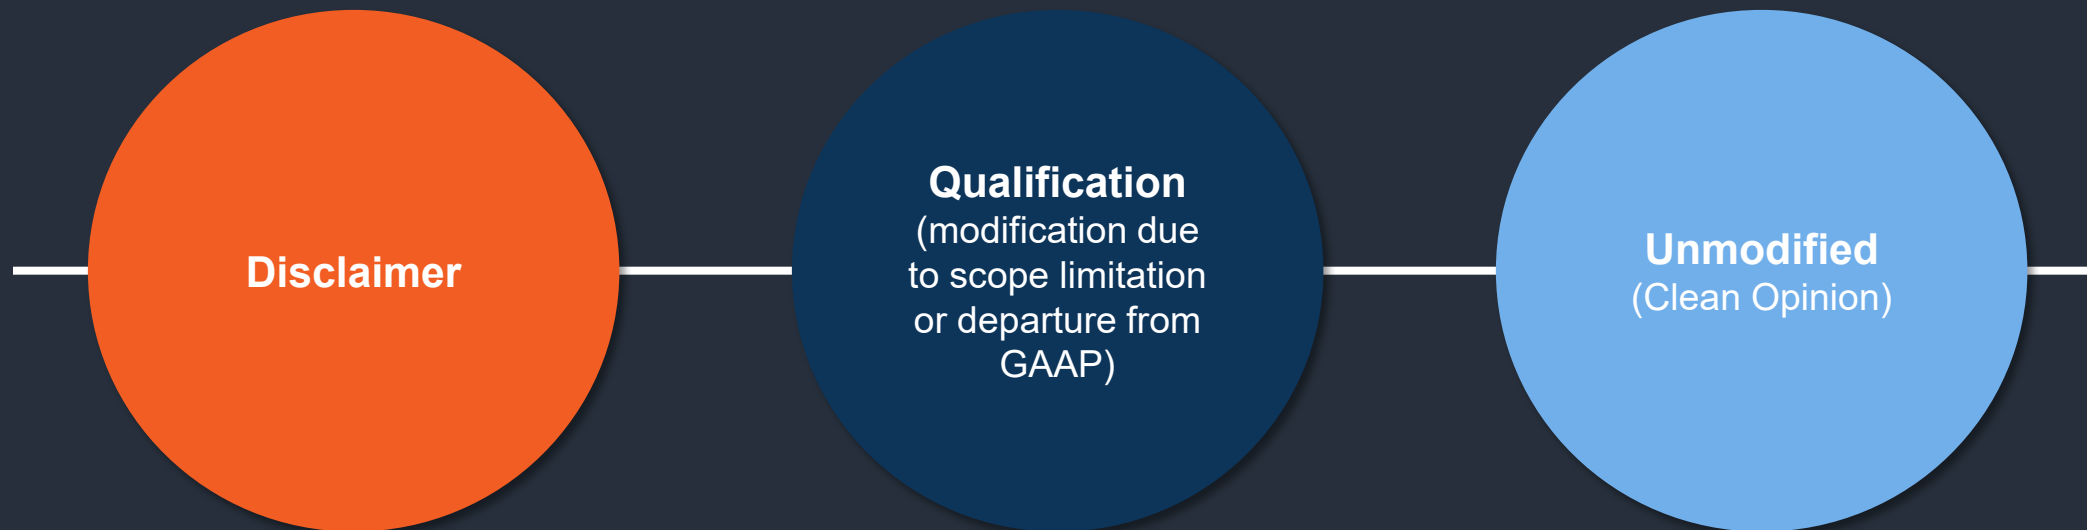 Disclaimer
Qualification
(modification due
to scope limitation
or departure from
GAAP)
Unmodified
(Clean Opinion)